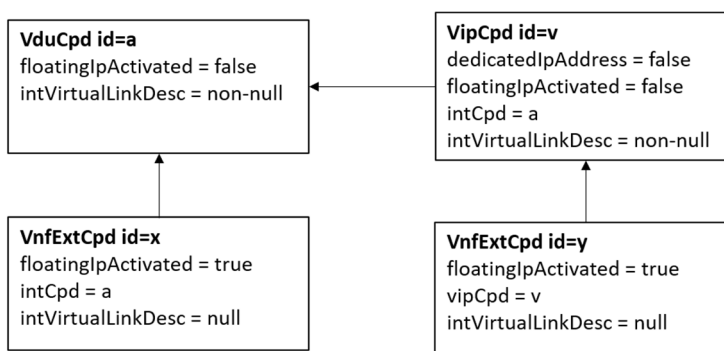 VduCpd id=a
floatingIpActivated = false
intVirtualLinkDesc = non-null
VipCpd id=v
dedicatedIpAddress = false
floatingIpActivated = false
intCpd = a
intVirtualLinkDesc = non-null
VnfExtCpd id=x
floatingIpActivated = true
intCpd = a
intVirtualLinkDesc = null
VnfExtCpd id=y
floatingIpActivated = true
vipCpd = v
intVirtualLinkDesc = null